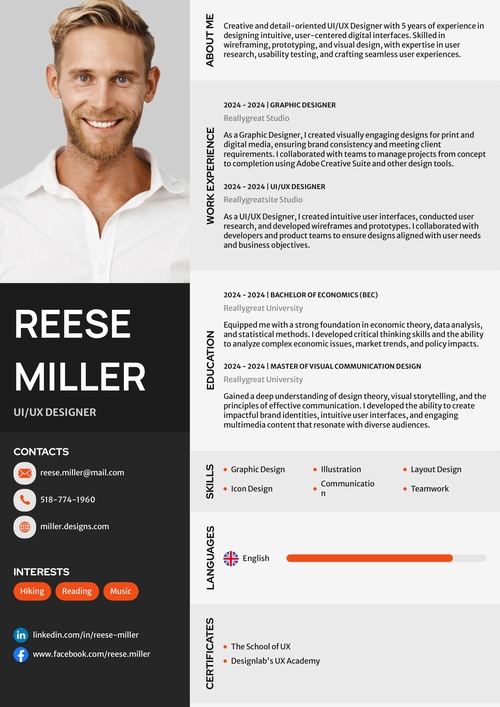 REESE
MILLER
UI/UX DESIGNER
CONTACTS
reese.miller@mail.com
518-774-1960
miller.designs.com
INTERESTS
Hiking Reading Music
linkedin.com/in/reese-miller
www.facebook.com/reese.miller
ABOUT ME
Creative and detail-oriented UI/UX Designer with 5 years of experience in
designing intuitive, user-centered digital interfaces. Skilled in
wireframing, prototyping, and visual design, with expertise in user
research, usability testing, and crafting seamless user experiences.
WORK EXPERIENCE
2024 - 2024 | GRAPHIC DESIGNER
Reallygreat Studio
As a Graphic Designer, I created visually engaging designs for print and
digital media, ensuring brand consistency and meeting client
requirements. I collaborated with teams to manage projects from concept
to completion using Adobe Creative Suite and other design tools.
2024 - 2024 | UI/UX DESIGNER
Reallygreatsite Studio
As a UI/UX Designer, I created intuitive user interfaces, conducted user
research, and developed wireframes and prototypes. I collaborated with
developers and product teams to ensure designs aligned with user needs
and business objectives.
EDUCATION
2024 - 2024 | BACHELOR OF ECONOMICS (BEC)
Reallygreat University
Equipped me with a strong foundation in economic theory, data analysis,
and statistical methods. I developed critical thinking skills and the ability
to analyze complex economic issues, market trends, and policy impacts.
2024 - 2024 | MASTER OF VISUAL COMMUNICATION DESIGN
Reallygreat University
Gained a deep understanding of design theory, visual storytelling, and the
principles of effective communication. I developed the ability to create
impactful brand identities, intuitive user interfaces, and engaging
multimedia content that resonate with diverse audiences.
SKILLS
• Graphic Design • Illustration • Layout Design
• Icon Design • Communicatio • Teamwork
n
LANGUAGES
English
CERTIFICATES
• The School of UX
• Designlab's UX Academy